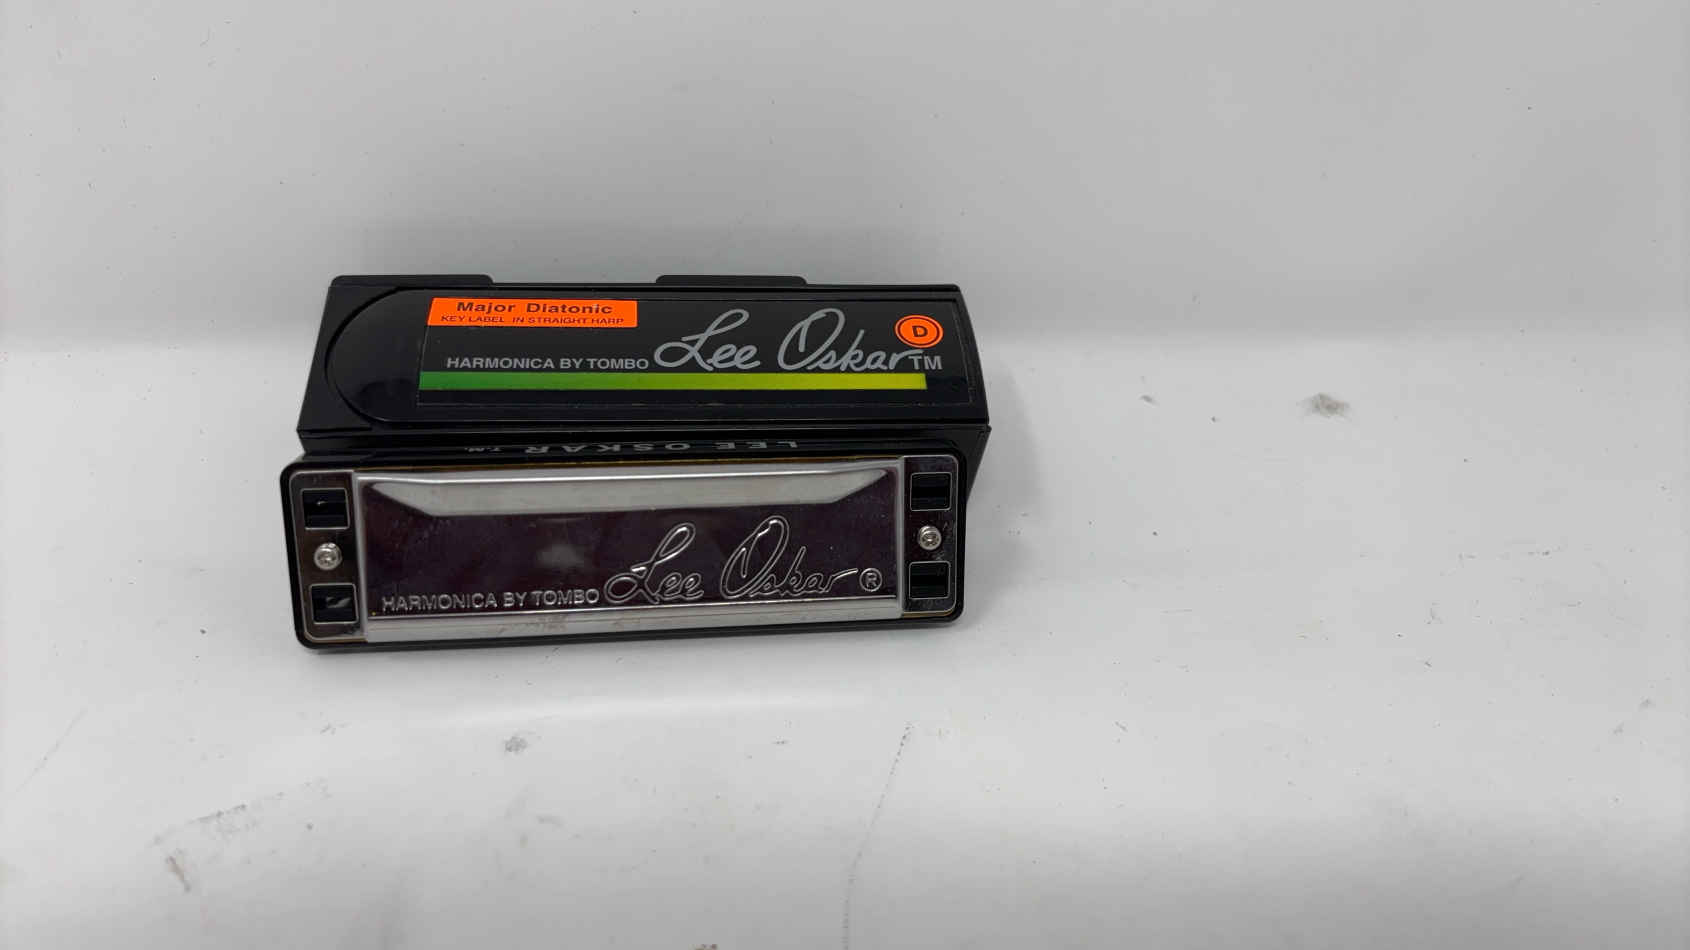 Major Diatonic
KEY LABEL IN STRAIGHT HARP
D
HARMONICA BY TOMBO Lee Oskar TM
LEE OSKAR T.M.
HARMONICA BY TOMBO Lee Oskar ®